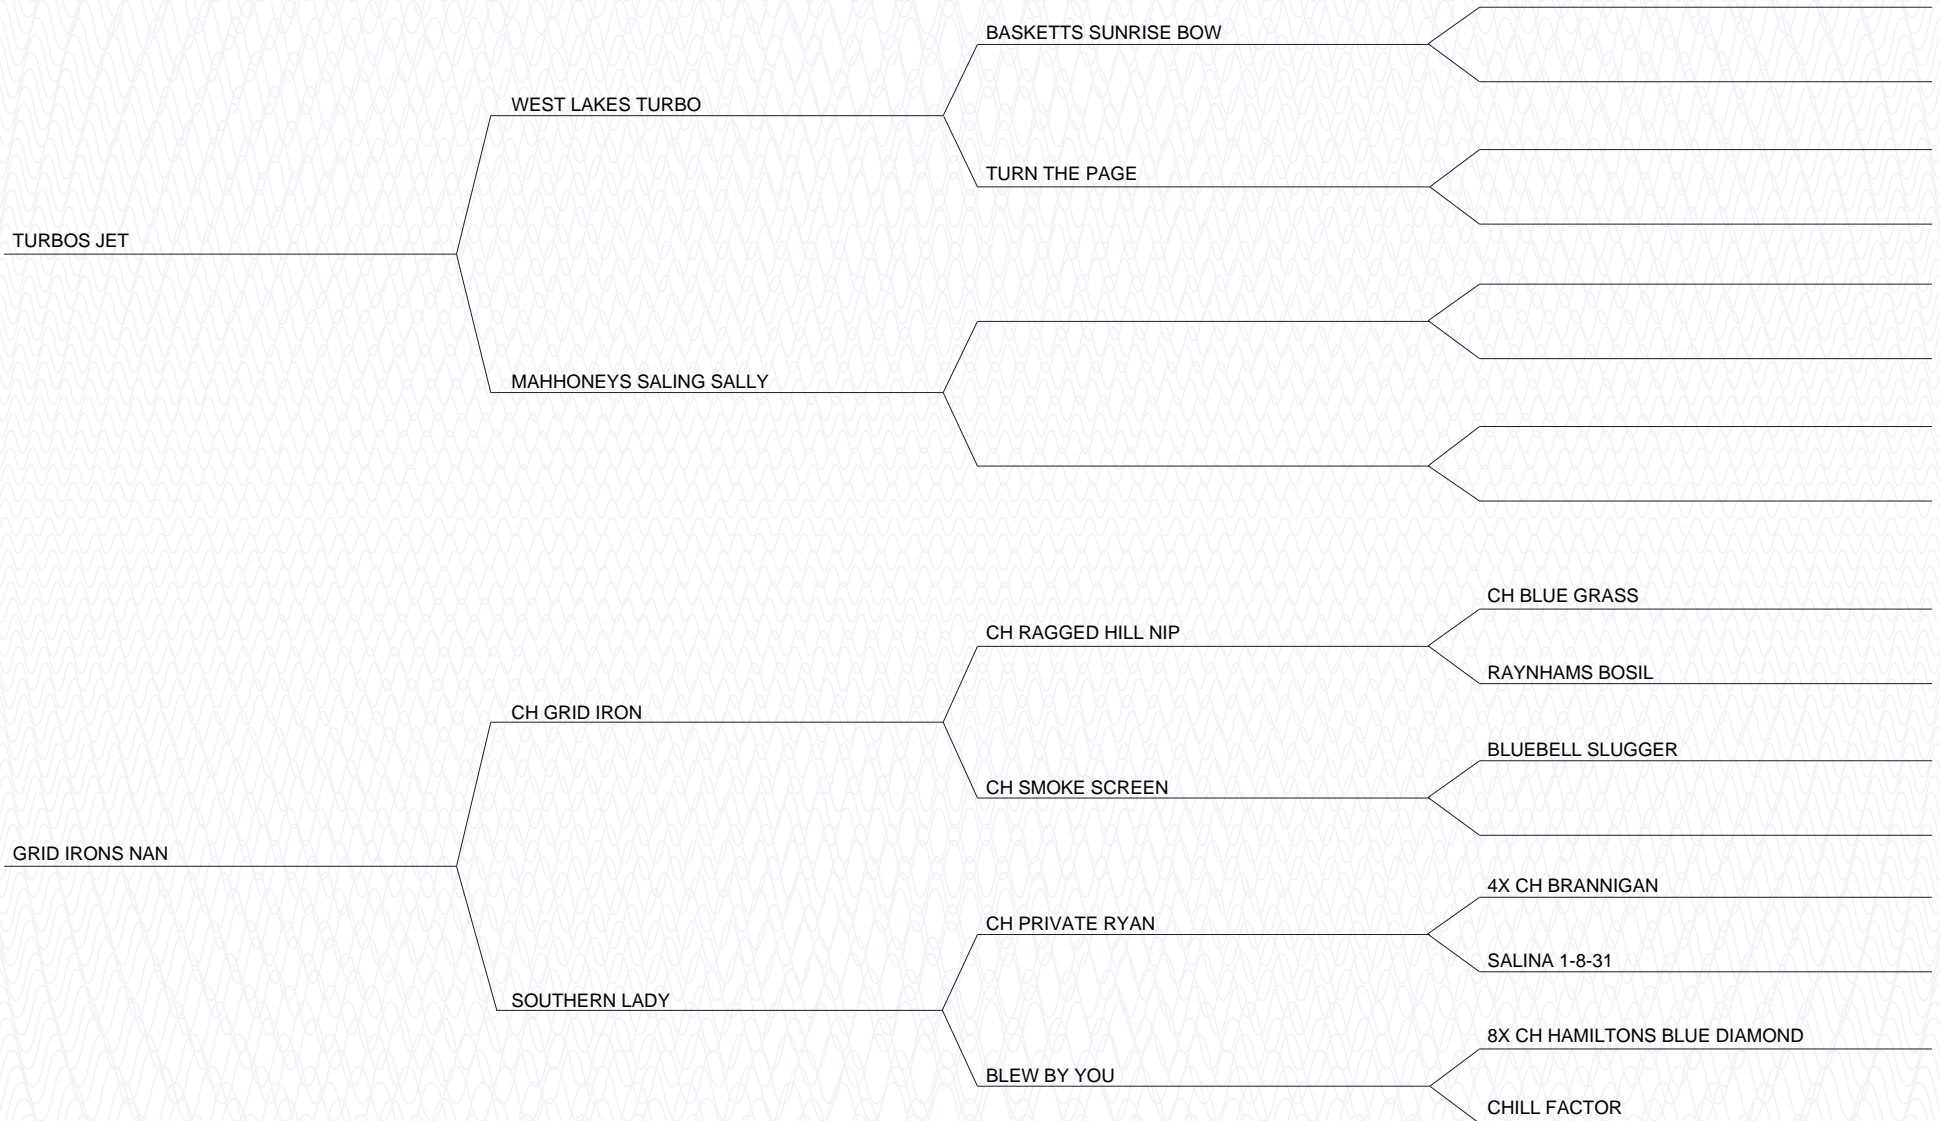 BASKETTS SUNRISE BOW
WEST LAKES TURBO
TURN THE PAGE
TURBOS JET
MAHHONEYS SALING SALLY
CH BLUE GRASS
CH RAGGED HILL NIP
RAYNHAMS BOSIL
CH GRID IRON
BLUEBELL SLUGGER
CH SMOKE SCREEN
GRID IRONS NAN
4X CH BRANNIGAN
CH PRIVATE RYAN
SALINA 1-8-31
SOUTHERN LADY
8X CH HAMILTONS BLUE DIAMOND
BLEW BY YOU
CHILL FACTOR